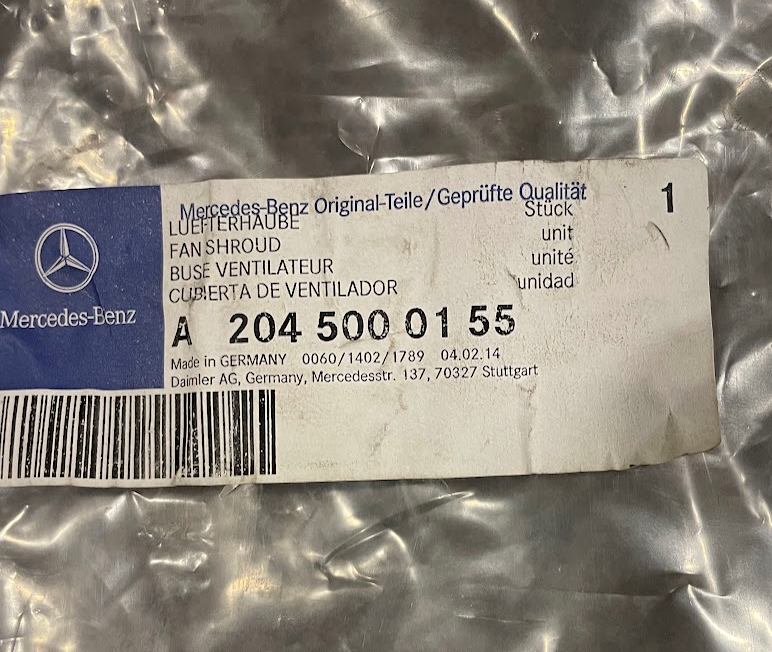 Mercedes-Benz Original-Teile/Geprüfte Qualität
1
LUEFTERHAUBE Stück
FAN SHROUD unit
BUSE VENTILATEUR unité
CUBIERTA DE VENTILADOR unidad
Mercedes-Benz
A 204 500 01 55
Made in GERMANY 0060/1402/1789 04.02.14
Daimler AG, Germany, Mercedesstr. 137, 70327 Stuttgart